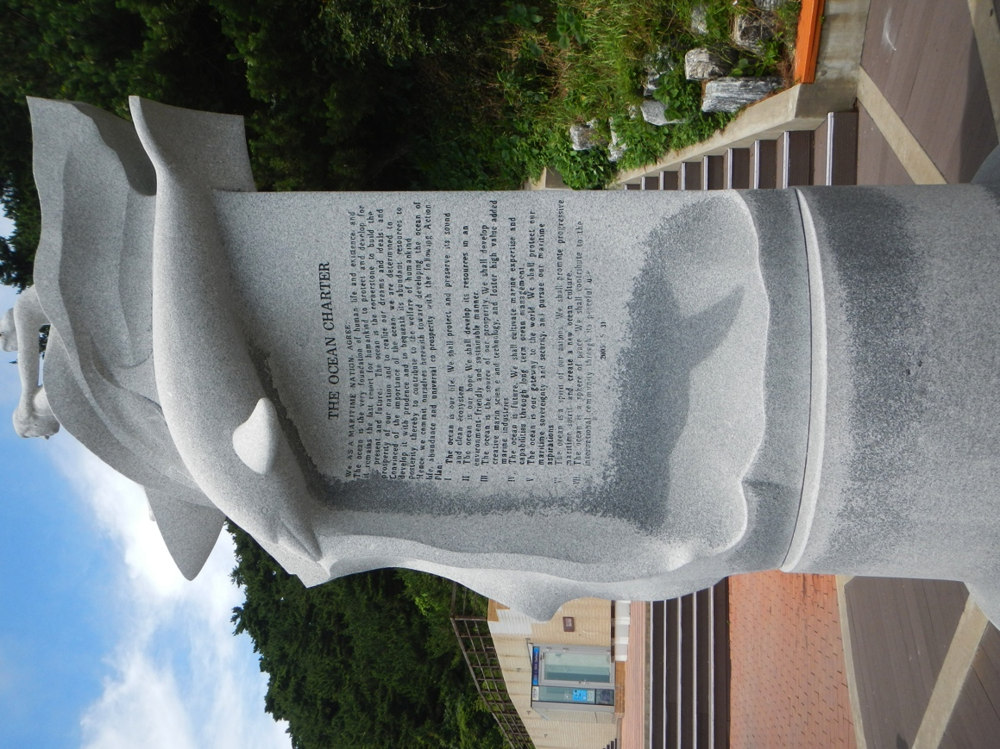 THE OCEAN CHARTER
We AS A MARITIME NATION, AGREE
The ocean is the very foundation of human life and existence and
it remains the last resort for humankind to protect and develop for
present and future. The ocean is the cornerstone to build the
prosperity of our nation and to realize our dreams and ideals and
Convinced of the importance of the ocean we are determined to
develop it with prudence and to bequeath its abundant resources to
posterity thereby to contribute to the welfare of humankind
Hence we commit ourselves herewith toward developing the ocean of
life, abundance and universal co prosperity with the following Action
Plan
I. The ocean is our life. We shall protect and preserve its sound
and clean ecosystem
II. The ocean is our hope We shall develop its resources in an
environment-friendly and sustainable manner.
III. The ocean is the source of our prosperity. We shall develop
creative marin science and technology, and foster high value added
marine industries
IV. The ocean is future. We shall cultivate marine expertise and
capabilities through long term ocean management.
V The ocean is our gateway to the world We shall protect our
maritime sovereignty and security, and pursue our maritime
aspirations
The ocean is a spirit of our nations. We shall promote progressive
maritime spirit and create a new ocean culture.
VII. The ocean is a sphere of peace We shall contribute to the
international community through its peaceful use.
2005. 5. 31